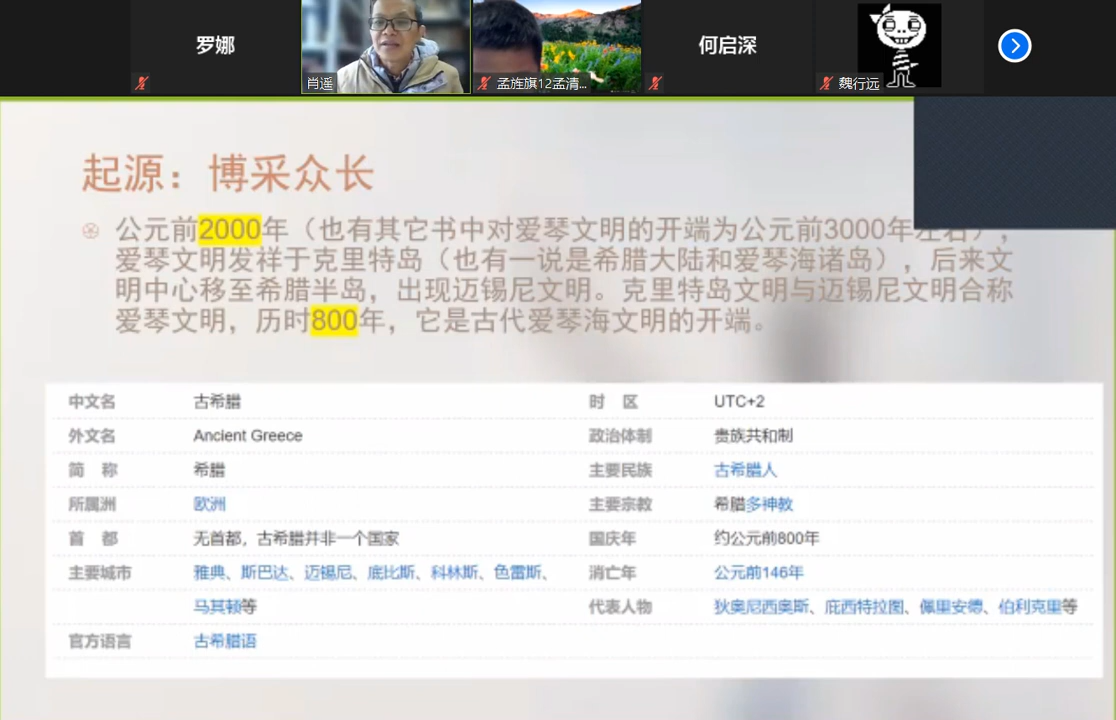 罗娜
肖遥
孟旌旗12孟清...
何启深
魏行远
起源：博采众长
公元前2000年（也有其它书中对爱琴文明的开端为公元前3000年左右），
爱琴文明发祥于克里特岛（也有一说是希腊大陆和爱琴海诸岛），后来文
明中心移至希腊半岛，出现迈锡尼文明。克里特岛文明与迈锡尼文明合称
爱琴文明，历时800年，它是古代爱琴海文明的开端。
中文名 古希腊 时 区 UTC+2
外文名 Ancient Greece 政治体制 贵族共和制
简 称 希腊 主要民族 古希腊人
所属洲 欧洲 主要宗教 希腊多神教
首 都 无首都，古希腊并非一个国家 国庆年 约公元前800年
主要城市 雅典、斯巴达、迈锡尼、底比斯、科林斯、色雷斯、 消亡年 公元前146年
马其顿等 代表人物 狄奥尼西奥斯、庇西特拉图、佩里安德、伯利克里等
官方语言 古希腊语